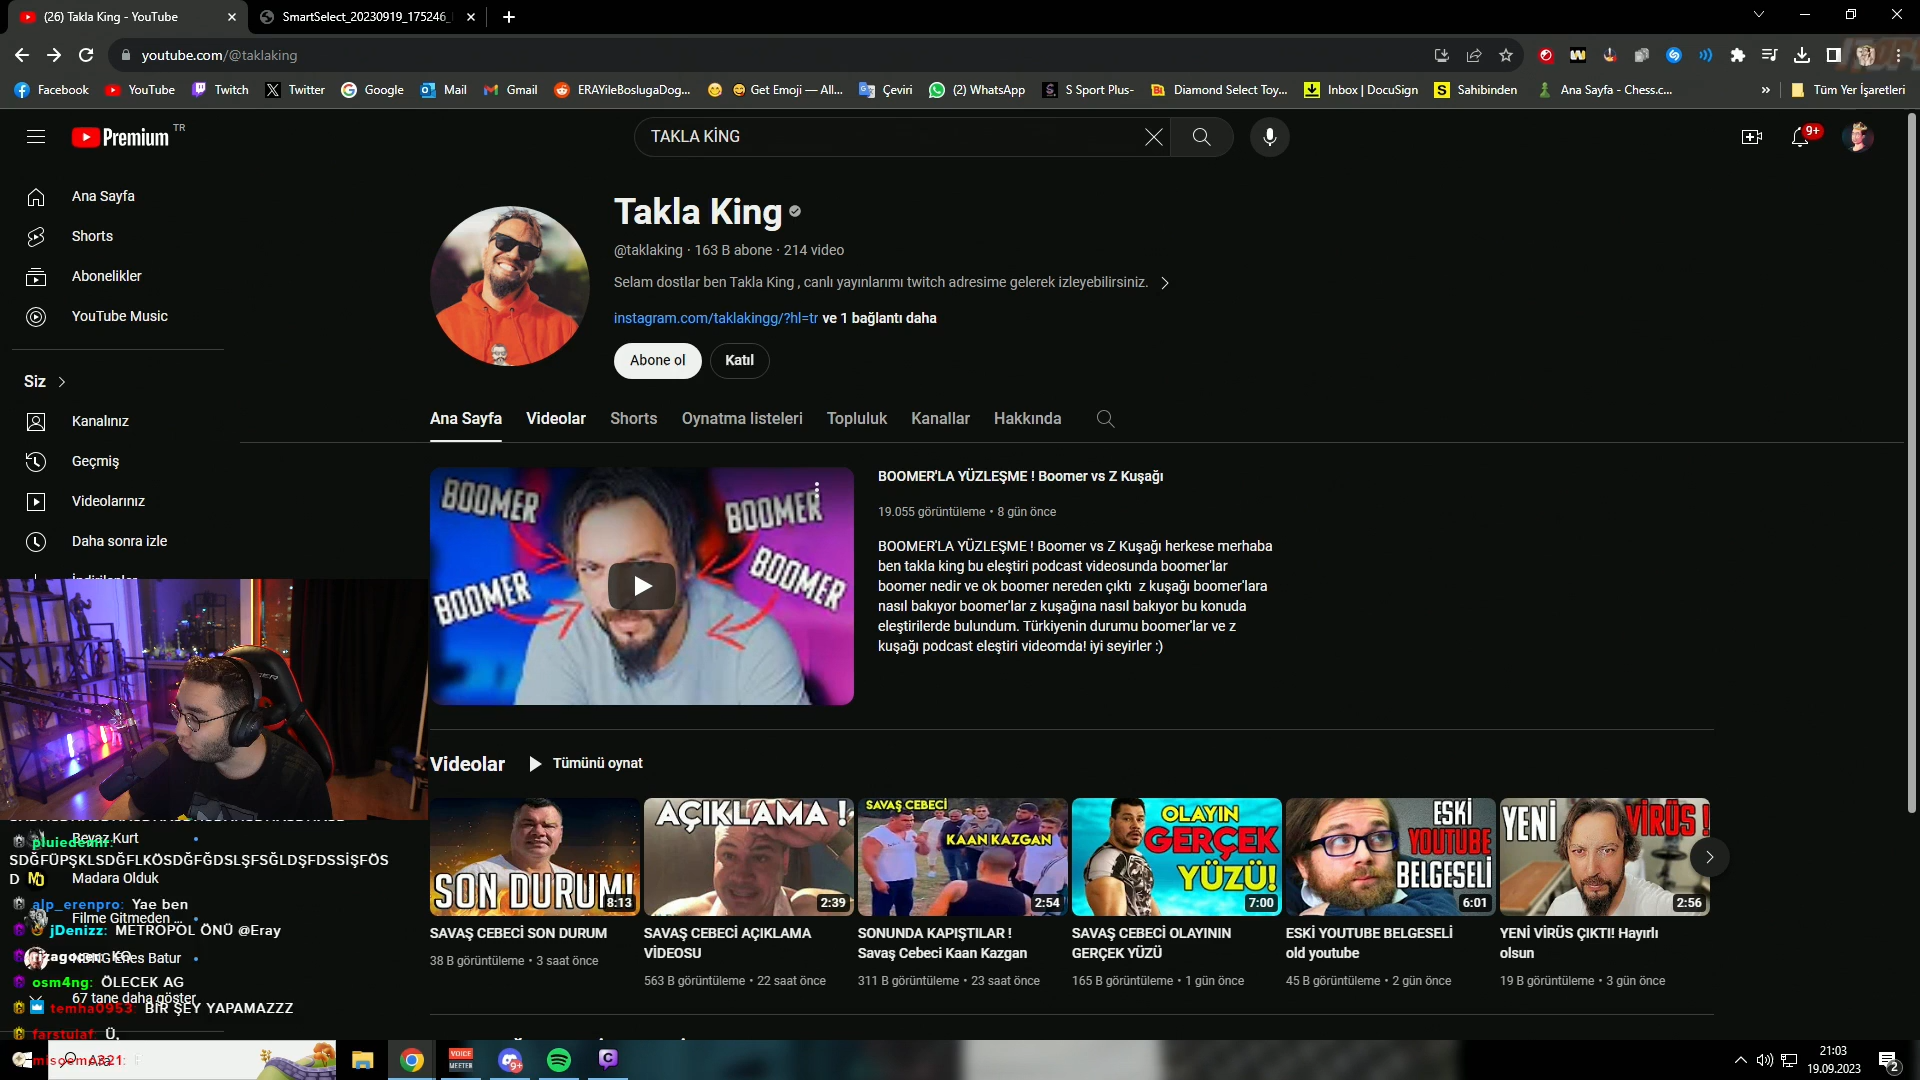 (26) Takla King - YouTube
SmartSelect_20230919_175246_
youtube.com/@taklaking
Facebook
YouTube
Twitch
Twitter
Google
Mail
Gmail
ERAYileBoslugaDog...
Get Emoji — All...
Çeviri
(2) WhatsApp
S Sport Plus-
Diamond Select Toy...
Inbox | DocuSign
Sahibinden
Ana Sayfa - Chess.c...
»
Tüm Yer İşaretleri
Premium TR
TAKLA KİNG
9+
Ana Sayfa
Shorts
Abonelikler
YouTube Music
Siz
Kanalınız
Geçmiş
Videolarınız
Daha sonra izle
Takla King
@taklaking · 163 B abone · 214 video
Selam dostlar ben Takla King , canlı yayınlarımı twitch adresime gelerek izleyebilirsiniz.
instagram.com/taklakingg/?hl=tr ve 1 bağlantı daha
Abone ol
Katıl
Ana Sayfa
Videolar
Shorts
Oynatma listeleri
Topluluk
Kanallar
Hakkında
BOOMER
BOOMER
BOOMER
BOOMER
BOOMER'LA YÜZLEŞME ! Boomer vs Z Kuşağı
19.055 görüntüleme • 8 gün önce
BOOMER'LA YÜZLEŞME ! Boomer vs Z Kuşağı herkese merhaba
ben takla king bu eleştiri podcast videosunda boomer'lar
boomer nedir ve ok boomer nereden çıktı z kuşağı boomer'lara
nasıl bakıyor boomer'lar z kuşağına nasıl bakıyor bu konuda
eleştirilerde bulundum. Türkiyenin durumu boomer'lar ve z
kuşağı podcast eleştiri videomda! iyi seyirler :)
Videolar
Tümünü oynat
SON DURUM!
8:13
SAVAŞ CEBECİ SON DURUM
38 B görüntüleme • 3 saat önce
AÇIKLAMA !
2:39
SAVAŞ CEBECİ AÇIKLAMA
VİDEOSU
563 B görüntüleme • 22 saat önce
SAVAŞ CEBECİ
KAAN KAZGAN
2:54
SONUNDA KAPIŞTILAR !
Savaş Cebeci Kaan Kazgan
311 B görüntüleme • 23 saat önce
OLAYIN
GERÇEK
YÜZÜ!
7:00
SAVAŞ CEBECİ OLAYININ
GERÇEK YÜZÜ
165 B görüntüleme • 1 gün önce
ESKİ
YOUTUBE
BELGESELİ
6:01
ESKİ YOUTUBE BELGESELİ
old youtube
45 B görüntüleme • 2 gün önce
YENİ VİRÜS !
2:56
YENİ VİRÜS ÇIKTI! Hayırlı
olsun
19 B görüntüleme • 3 gün önce
Beyaz Kurt
pluiedemir:
SDĞFÜPŞKLSDĞFLKÖSDĞFĞDSLŞFSĞLDŞFDSSİŞFÖS
D
Madara Olduk
alp_erenpro: Yae ben
Filme Gitmeden ...
jDenizz: METROPOL ÖNÜ @Eray
Enes Batur
osm4ng: ÖLECEK AG
67 tane daha göster
temha0953: BİR ŞEY YAPAMAZZZ
farstulaf: Ü,
misoemo321:
Ara
VOICE
MEETER
9+
21:03
19.09.2023
2